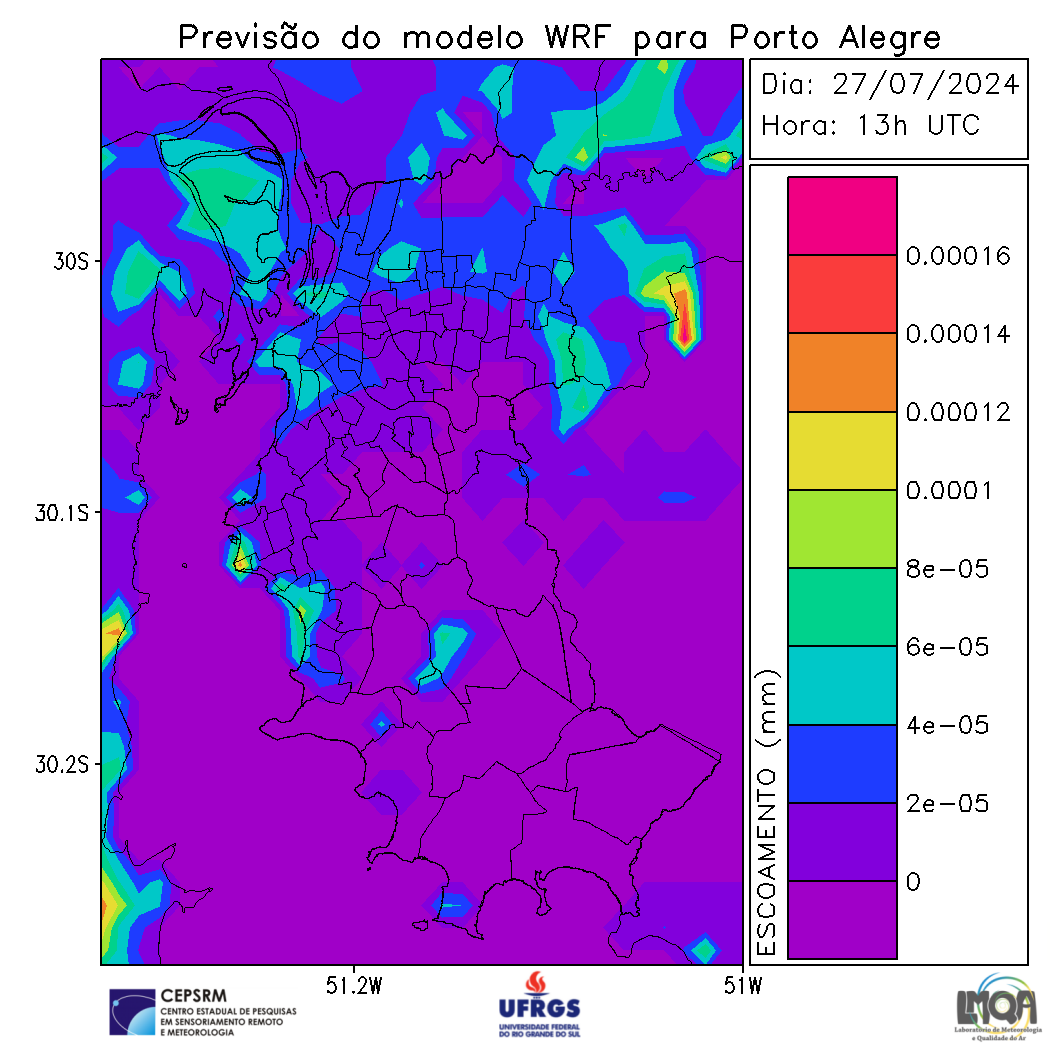 Previsão do modelo WRF para Porto Alegre
Dia: 27/07/2024
Hora: 13h UTC
30S
30.1S
30.2S
51.2W
51W
ESCOAMENTO (mm)
0.00016
0.00014
0.00012
0.0001
8e-05
6e-05
4e-05
2e-05
0
CEPSRM
CENTRO ESTADUAL DE PESQUISAS
EM SENSORIAMENTO REMOTO
E METEOROLOGIA
UFRGS
UNIVERSIDADE FEDERAL
DO RIO GRANDE DO SUL
LMQA
Laboratório de Meteorologia
e Qualidade do Ar